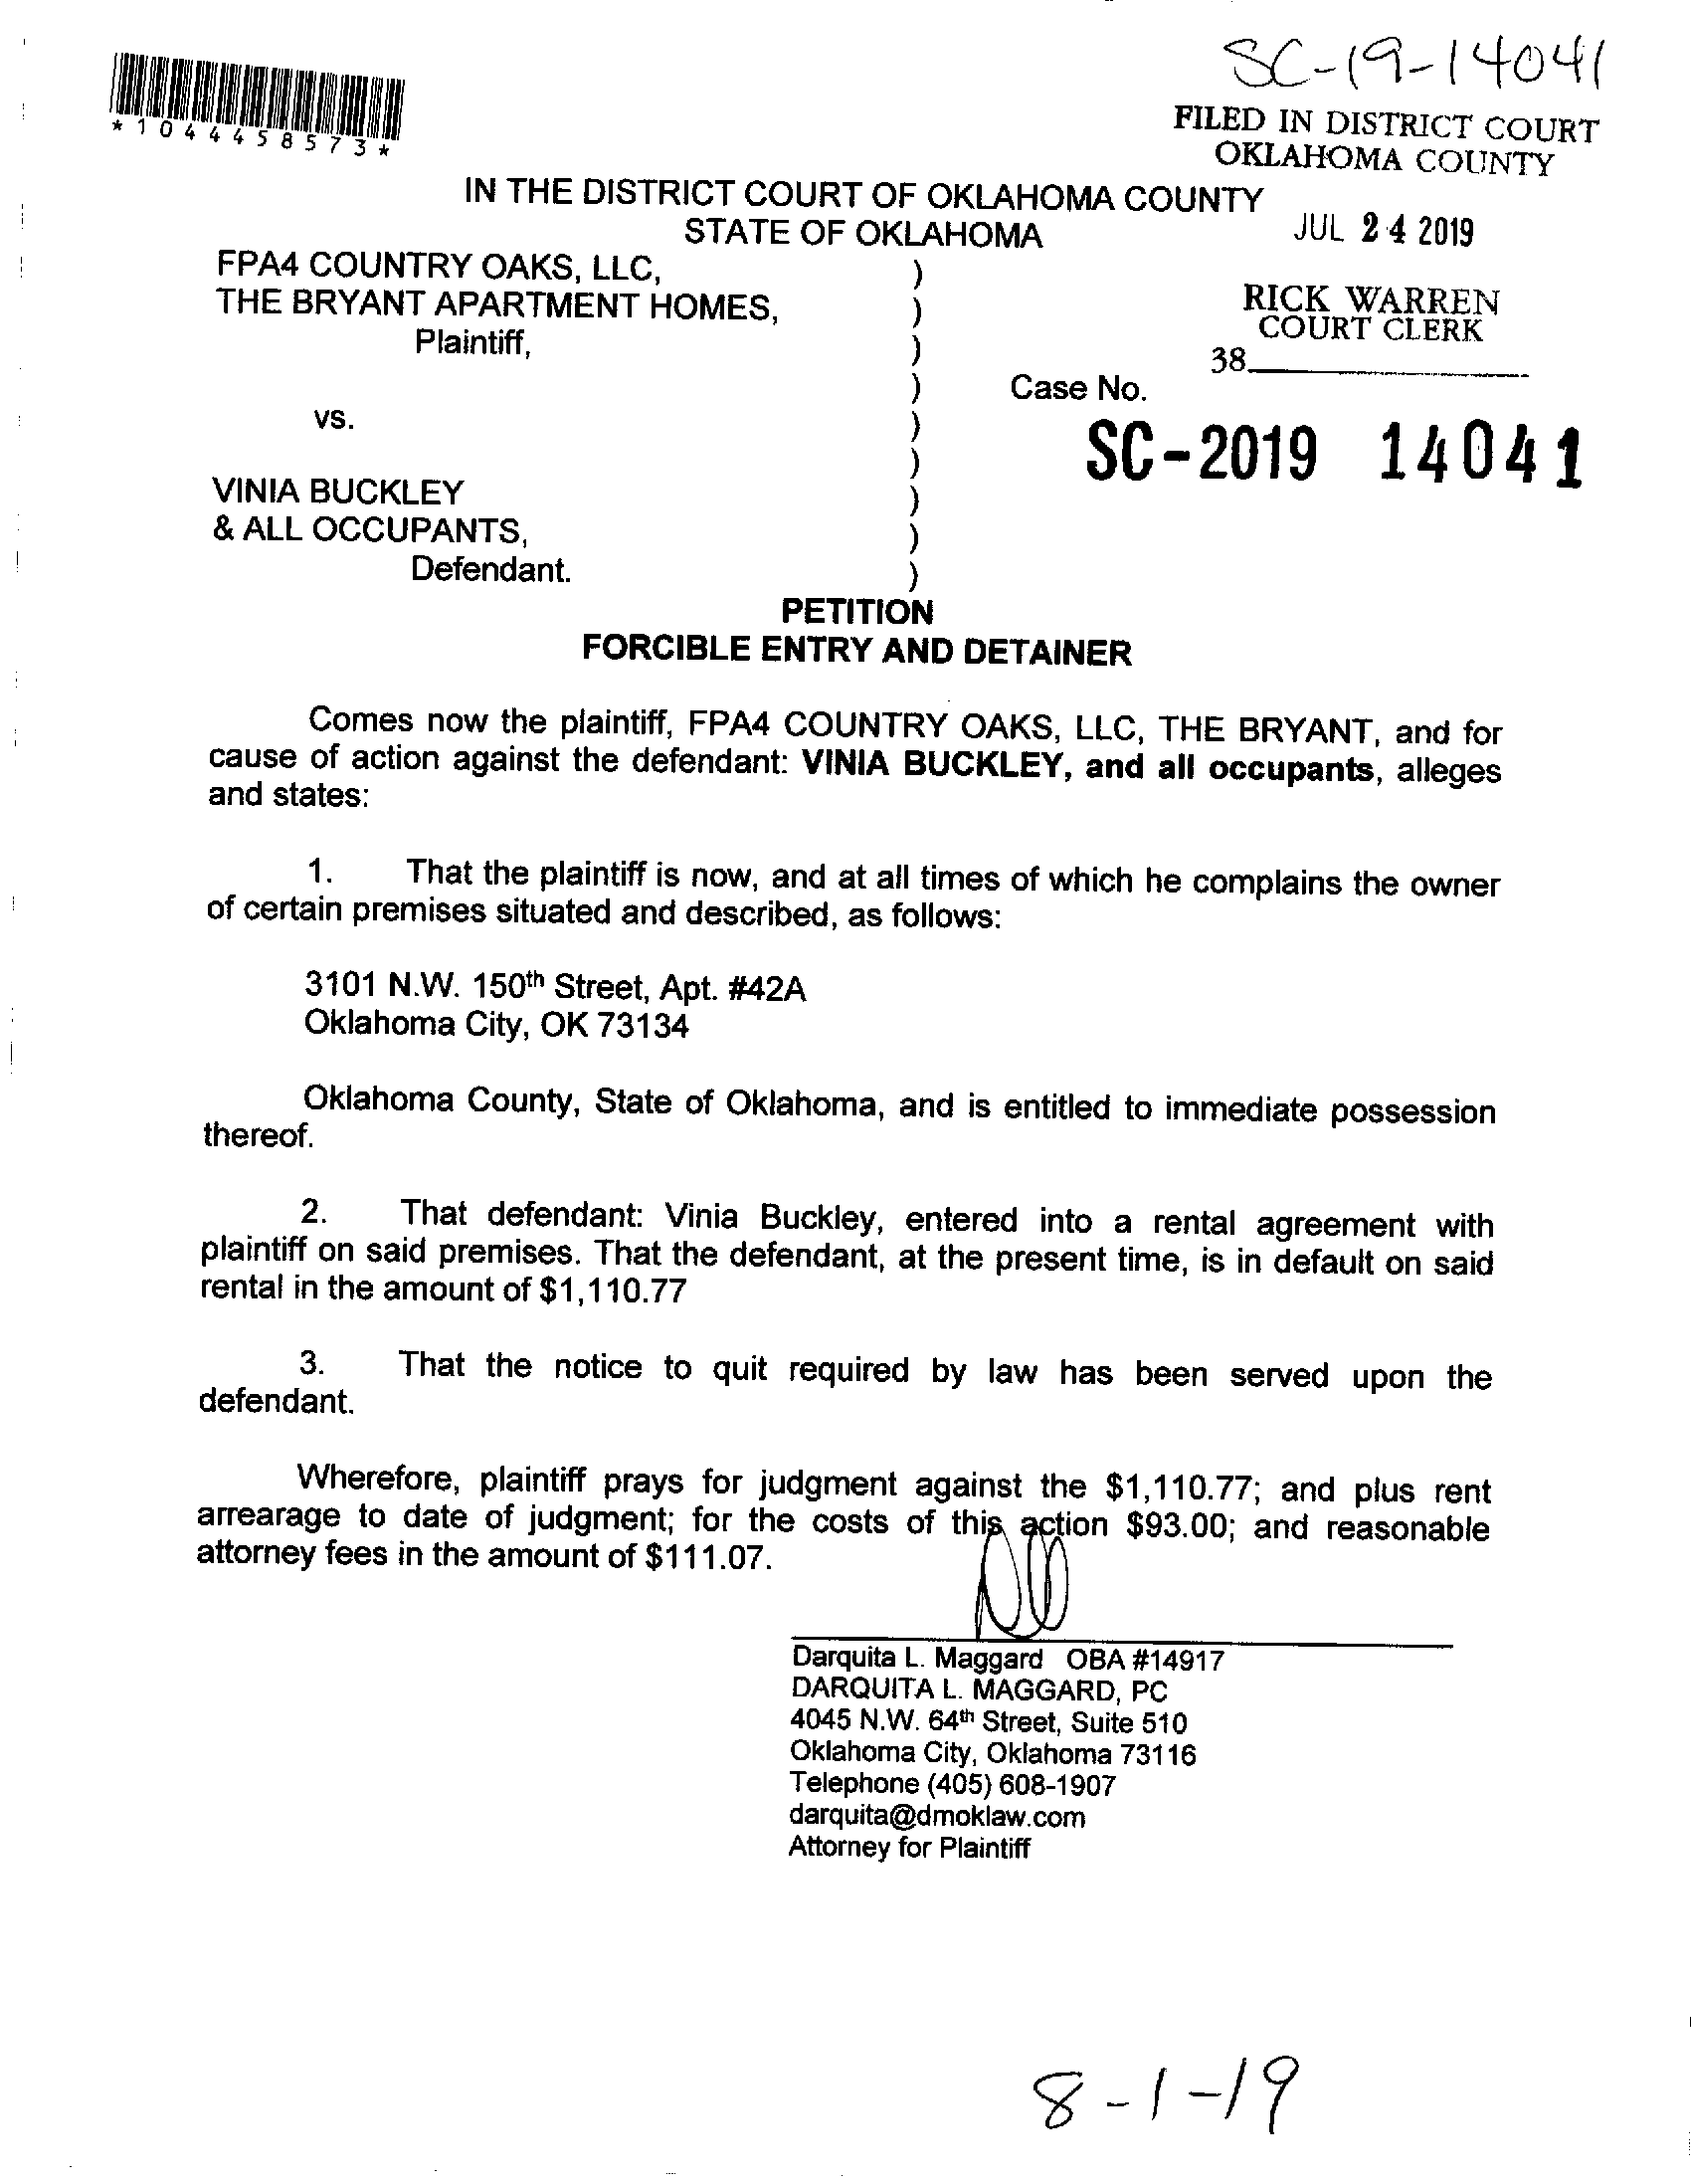 SC-19-14041
*1044458573*
FILED IN DISTRICT COURT
OKLAHOMA COUNTY
IN THE DISTRICT COURT OF OKLAHOMA COUNTY
STATE OF OKLAHOMA
JUL 24 2019
FPA4 COUNTRY OAKS, LLC, )
THE BRYANT APARTMENT HOMES, )
Plaintiff, )
RICK WARREN
COURT CLERK
38
) Case No.
vs. )
) SC-2019 14041
VINIA BUCKLEY )
& ALL OCCUPANTS, )
Defendant. )
PETITION
FORCIBLE ENTRY AND DETAINER
Comes now the plaintiff, FPA4 COUNTRY OAKS, LLC, THE BRYANT, and for
cause of action against the defendant: VINIA BUCKLEY, and all occupants, alleges
and states:
1. That the plaintiff is now, and at all times of which he complains the owner
of certain premises situated and described, as follows:
3101 N.W. 150th Street, Apt. #42A
Oklahoma City, OK 73134
Oklahoma County, State of Oklahoma, and is entitled to immediate possession
thereof.
2. That defendant: Vinia Buckley, entered into a rental agreement with
plaintiff on said premises. That the defendant, at the present time, is in default on said
rental in the amount of $1,110.77
3. That the notice to quit required by law has been served upon the
defendant.
Wherefore, plaintiff prays for judgment against the $1,110.77; and plus rent
arrearage to date of judgment; for the costs of this action $93.00; and reasonable
attorney fees in the amount of $111.07.
Darquita L. Maggard OBA #14917
DARQUITA L. MAGGARD, PC
4045 N.W. 64th Street, Suite 510
Oklahoma City, Oklahoma 73116
Telephone (405) 608-1907
darquita@dmoklaw.com
Attorney for Plaintiff
8-1-19